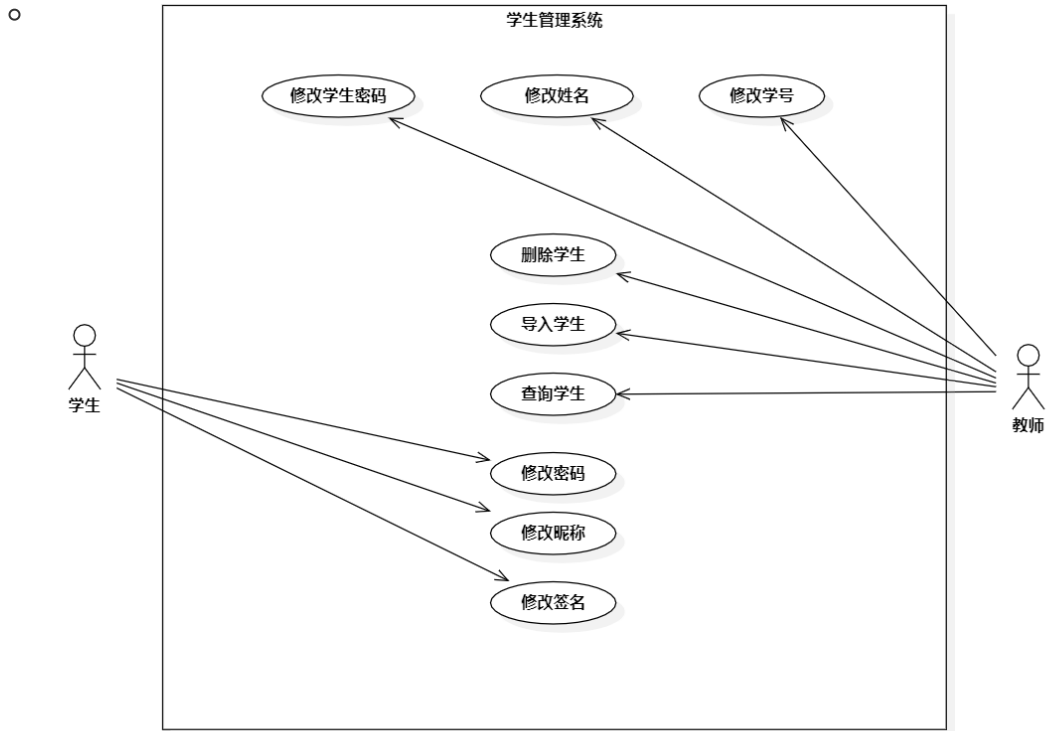 学生管理系统
修改学生密码
修改姓名
修改学号
删除学生
导入学生
查询学生
学生
教师
修改密码
修改昵称
修改签名